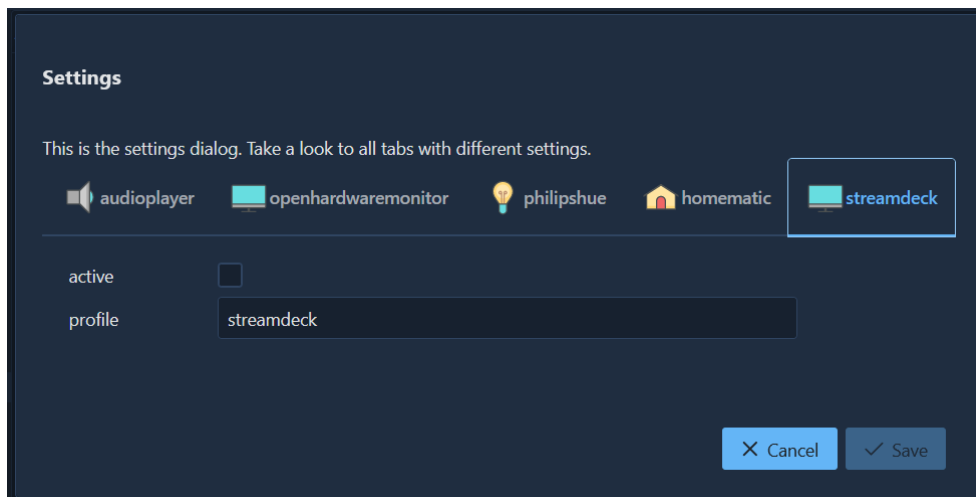 Settings
This is the settings dialog. Take a look to all tabs with different settings.
audioplayer openhardwaremonitor philipshue homematic streamdeck
active
profile streamdeck
Cancel Save